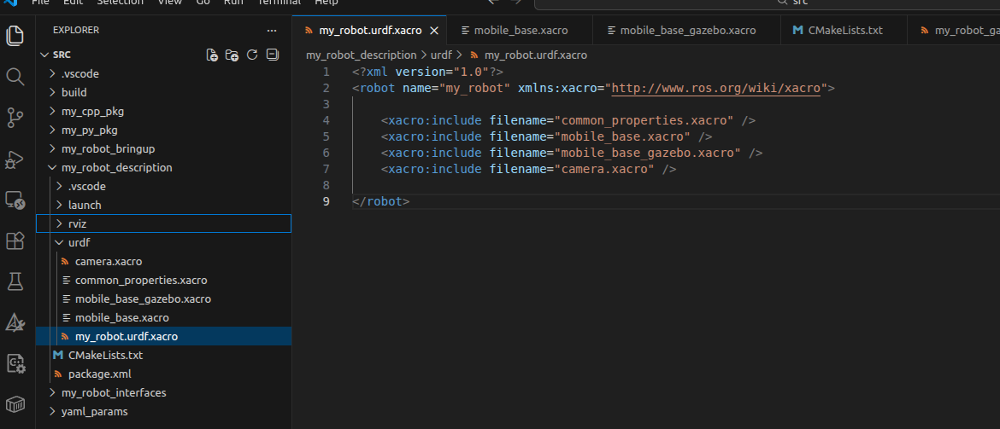 File Edit Selection View Go Run Terminal Help
src
EXPLORER
SRC
.vscode
build
my_cpp_pkg
my_py_pkg
my_robot_bringup
my_robot_description
.vscode
launch
rviz
urdf
camera.xacro
common_properties.xacro
mobile_base_gazebo.xacro
mobile_base.xacro
my_robot.urdf.xacro
CMakeLists.txt
package.xml
my_robot_interfaces
yaml_params
my_robot.urdf.xacro mobile_base.xacro mobile_base_gazebo.xacro CMakeLists.txt my_robot_ga
my_robot_description > urdf > my_robot.urdf.xacro
1 <?xml version="1.0"?>
2 <robot name="my_robot" xmlns:xacro="http://www.ros.org/wiki/xacro">
3
4 <xacro:include filename="common_properties.xacro" />
5 <xacro:include filename="mobile_base.xacro" />
6 <xacro:include filename="mobile_base_gazebo.xacro" />
7 <xacro:include filename="camera.xacro" />
8
9 </robot>